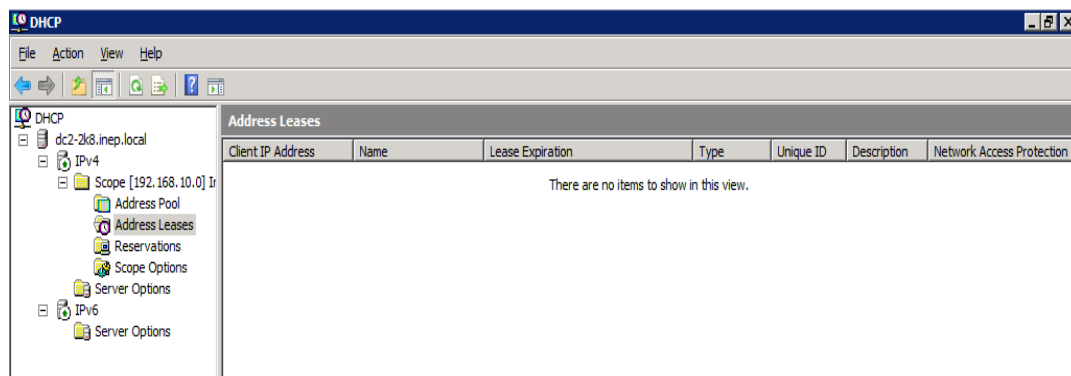 DHCP
File Action View Help
DHCP
dc2-2k8.inep.local
IPv4
Scope [192.168.10.0] Ir
Address Pool
Address Leases
Reservations
Scope Options
Server Options
IPv6
Server Options
Address Leases
Client IP Address Name Lease Expiration Type Unique ID Description Network Access Protection
There are no items to show in this view.